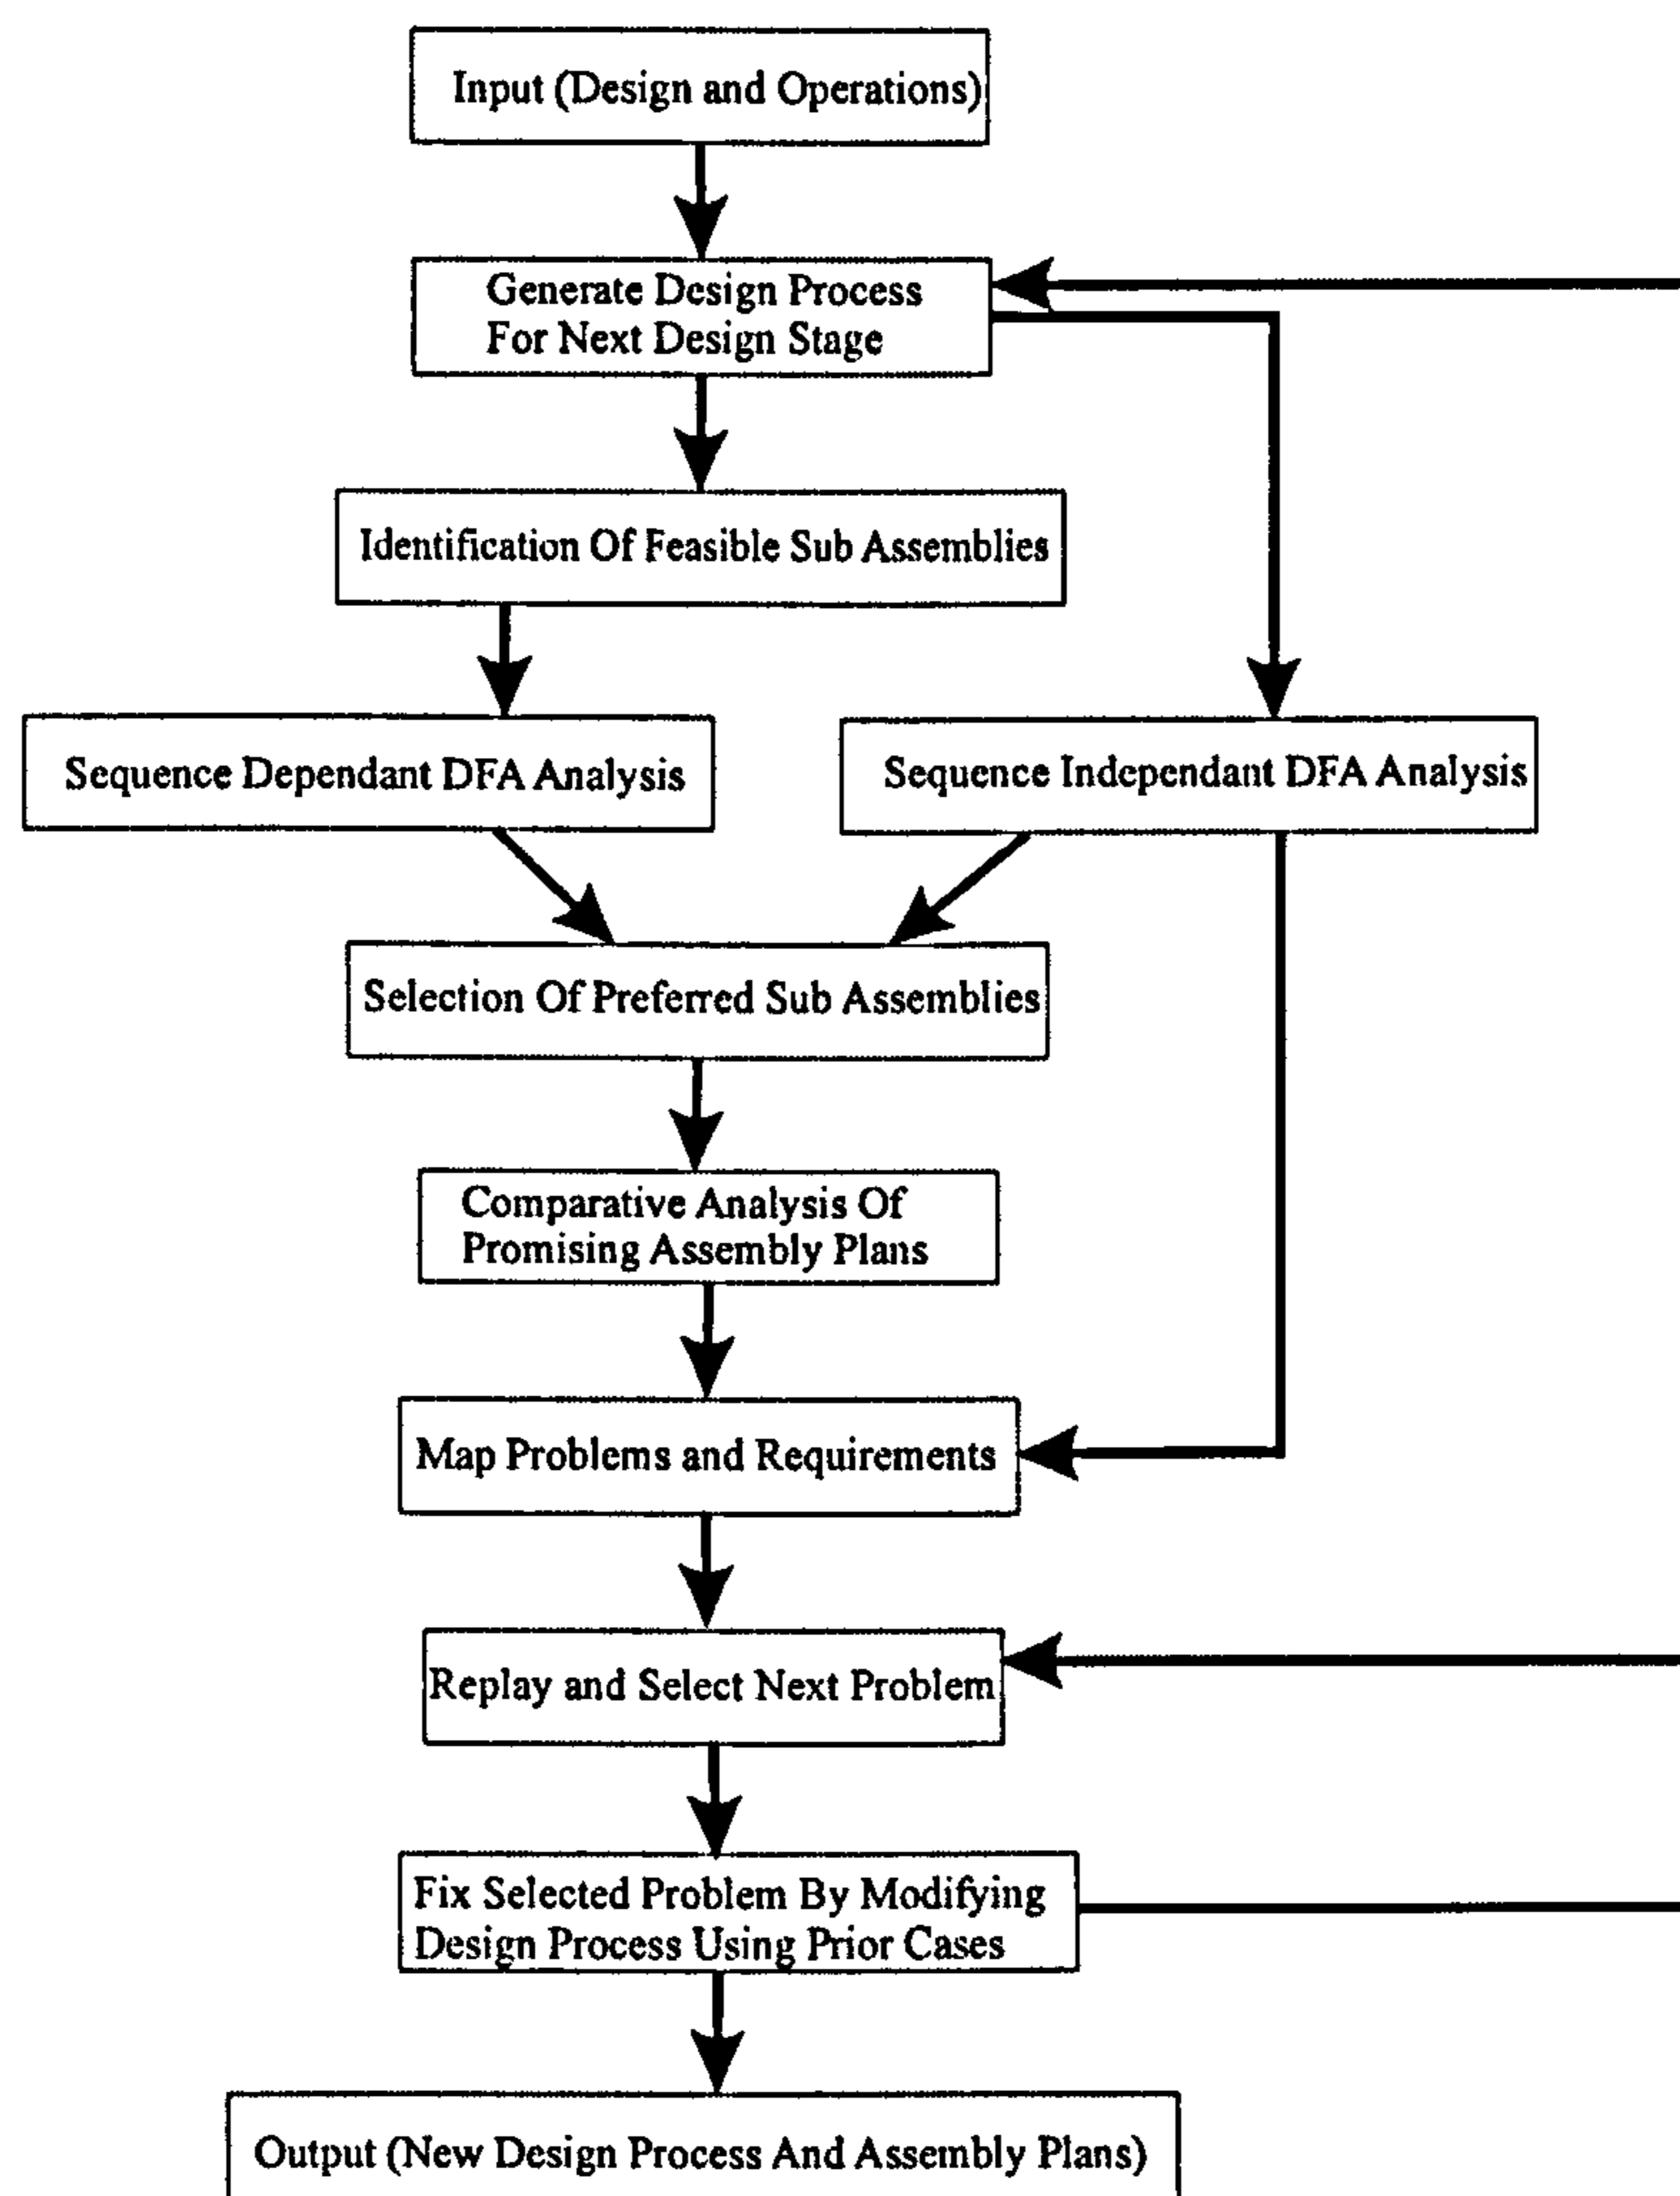 Input (Design and Operations)
Generate Design Process
For Next Design Stage
Identification Of Feasible Sub Assemblies
Sequence Dependant DFA Analysis
Sequence Independant DFA Analysis
Selection Of Preferred Sub Assemblies
Comparative Analysis Of
Promising Assembly Plans
Map Problems and Requirements
Replay and Select Next Problem
Fix Selected Problem By Modifying
Design Process Using Prior Cases
Output (New Design Process And Assembly Plans)